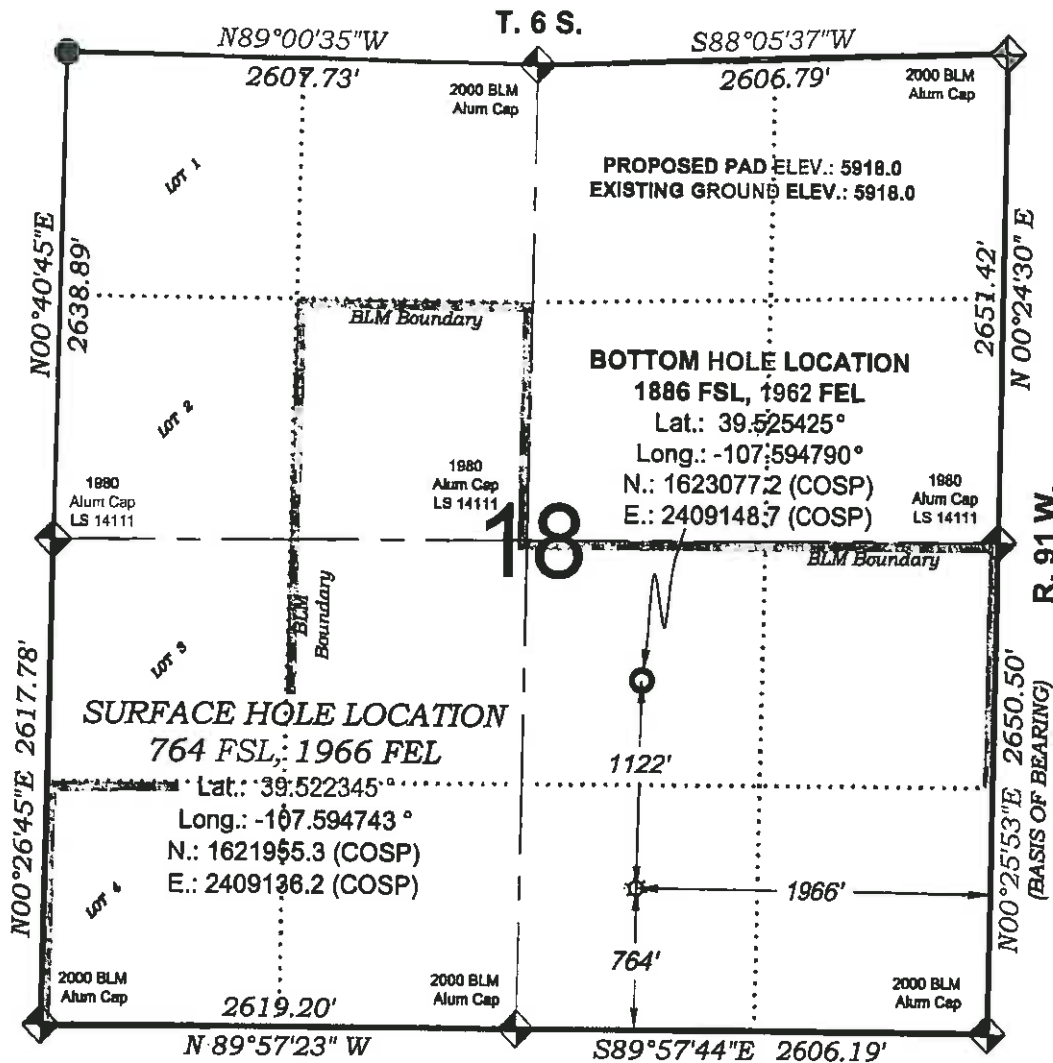 T. 6 S.
N89°00'35"W
2607.73'
S88°05'37"W
2606.79'
2000 BLM
Alum Cap
2000 BLM
Alum Cap
LOT 1
PROPOSED PAD ELEV.: 5918.0
EXISTING GROUND ELEV.: 5918.0
N00°40'45"E
2638.89'
2651.42'
N 00°24'30" E
BLM Boundary
BOTTOM HOLE LOCATION
1886 FSL, 1962 FEL
Lat.: 39.525425°
Long.: -107.594790°
N.: 1623077.2 (COSP)
E.: 2409148.7 (COSP)
LOT 2
1980
Alum Cap
LS 14111
1980
Alum Cap
LS 14111
1980
Alum Cap
LS 14111
18
R. 91 W.
BLM Boundary
BLM
Boundary
LOT 3
N00°26'45"E 2617.78'
SURFACE HOLE LOCATION
764 FSL, 1966 FEL
Lat.: 39.522345°
Long.: -107.594743 °
N.: 1621955.3 (COSP)
E.: 2409136.2 (COSP)
1122'
1966'
764'
N00°25'53"E 2650.50'
(BASIS OF BEARING)
LOT 4
2000 BLM
Alum Cap
2000 BLM
Alum Cap
2000 BLM
Alum Cap
2619.20'
N 89°57'23" W
S89°57'44"E 2606.19'